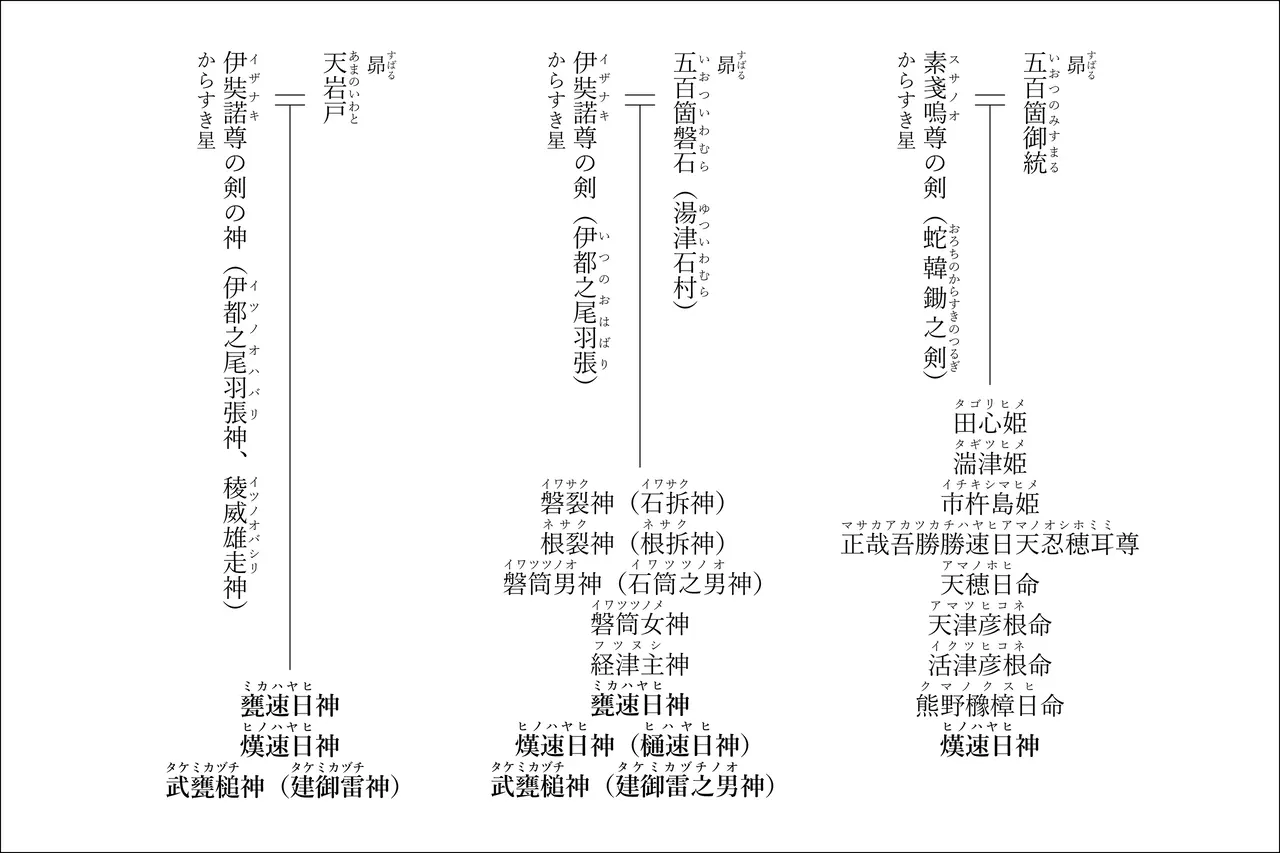 すばる
昴
いおつのみすまる
五百箇御統
スサノオ おろちのからすきのつるぎ
素戔嗚尊の剣(蛇韓鋤之剣)
からすき星
タゴリヒメ
田心姫
タギツヒメ
湍津姫
イチキシマヒメ
市杵島姫
マサカアカツカチハヤヒアマノオシホミミ
正哉吾勝勝速日天忍穂耳尊
アマノホヒ
天穂日命
アマツヒコネ
天津彦根命
イクツヒコネ
活津彦根命
クマノクスヒ
熊野櫲樟日命
ヒノハヤヒ
熯速日神
すばる
昴
いおついわむら ゆついわむら
五百箇磐石(湯津石村)
イザナキ いつのおはばり
伊奘諾尊の剣(伊都之尾羽張)
からすき星
イワサク イワサク
磐裂神(石拆神)
ネサク ネサク
根裂神(根拆神)
イワツツノオ イワツツノオ
磐筒男神(石筒之男神)
イワツツノメ
磐筒女神
フツヌシ
経津主神
ミカハヤヒ
甕速日神
ヒノハヤヒ ヒハヤヒ
熯速日神(樋速日神)
タケミカヅチ タケミカヅチノオ
武甕槌神(建御雷之男神)
すばる
昴
あまのいわと
天岩戸
イザナキ イツノオハバリ イツノオバシリ
伊奘諾尊の剣の神(伊都之尾羽張神、稜威雄走神)
からすき星
ミカハヤヒ
甕速日神
ヒノハヤヒ
熯速日神
タケミカヅチ タケミカヅチ
武甕槌神(建御雷神)